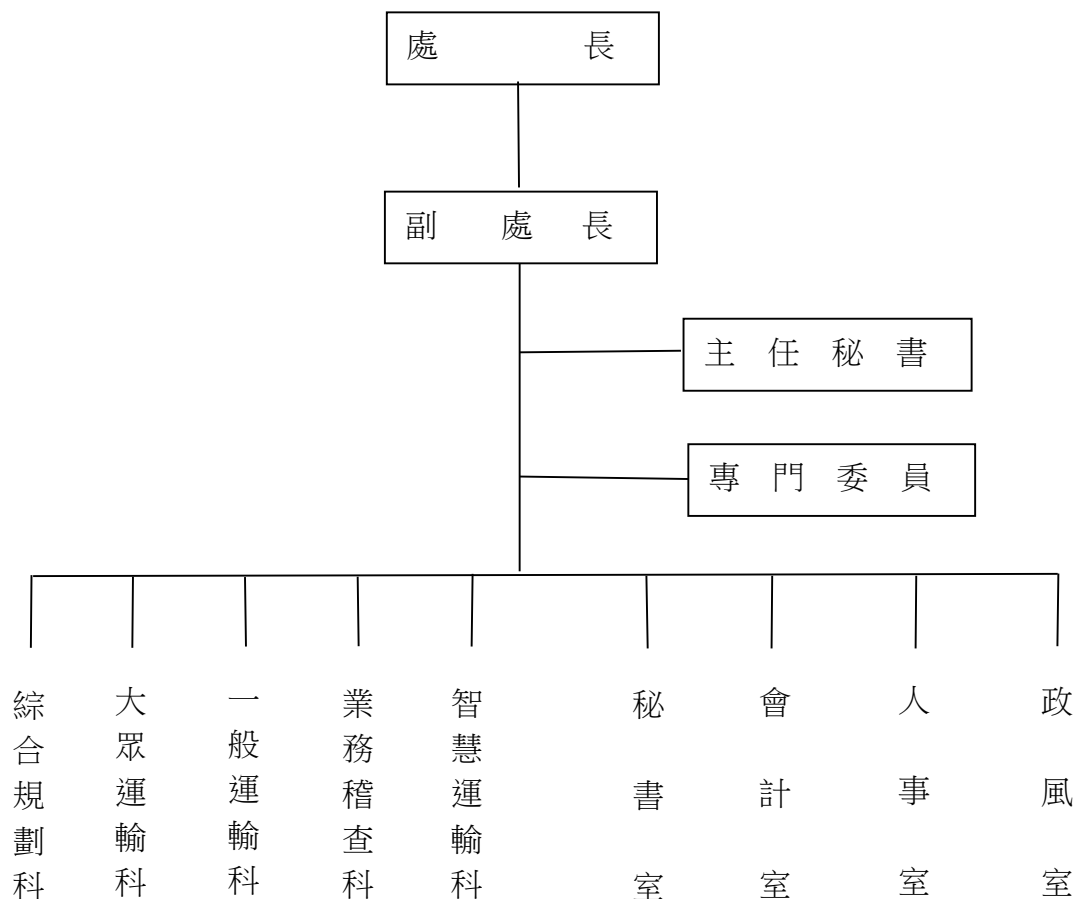 處長
副處長
主任秘書
專門委員
綜合規劃科
大眾運輸科
一般運輸科
業務稽查科
智慧運輸科
秘書室
會計室
人事室
政風室